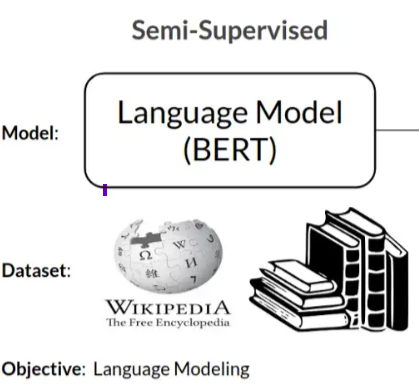 Semi-Supervised
Model:
Language Model
(BERT)
Dataset:
Ω
W
И
WIKIPEDIA
The Free Encyclopedia
Objective: Language Modeling